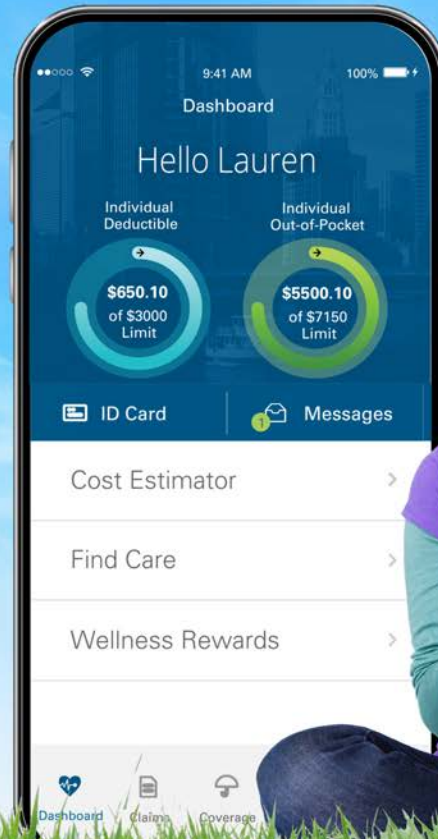 9:41 AM
100%
Dashboard
Hello Lauren
Individual
Deductible
$650.10
of $3000
Limit
Individual
Out-of-Pocket
$5500.10
of $7150
Limit
ID Card
1
Messages
Cost Estimator
Find Care
Wellness Rewards
Dashboard
Claims
Coverage